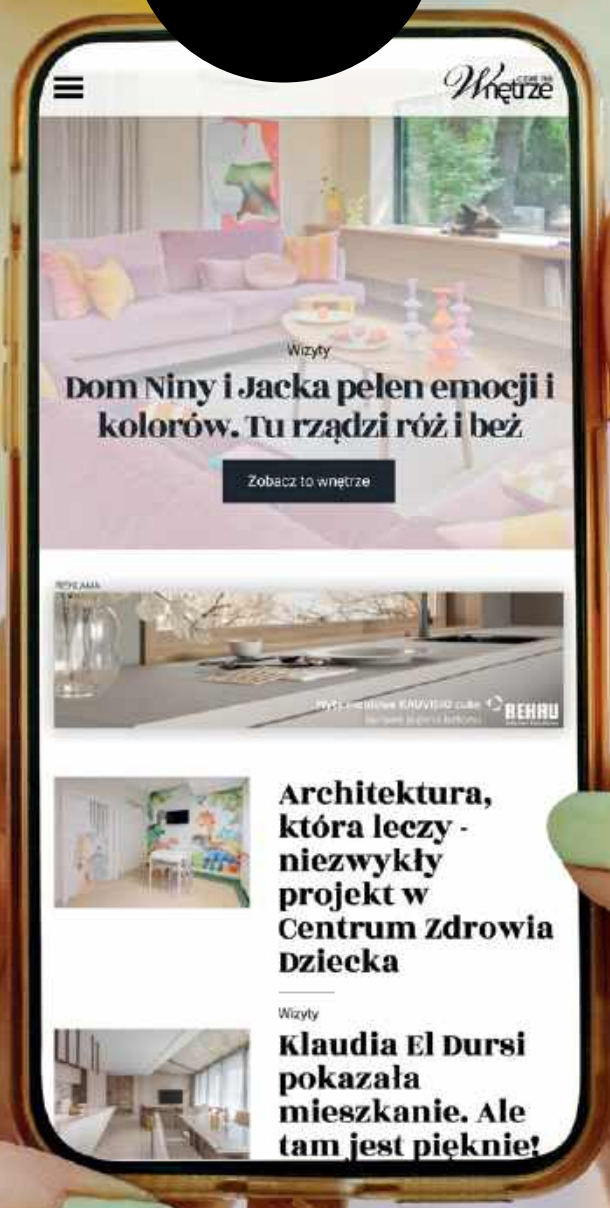 Wnętrze
Wizyty
Dom Niny i Jacka pełen emocji i
kolorów. Tu rządzi róż i beż
Zobacz to wnętrze
REKLAMA
REHAU
Architektura,
która leczy -
niezwykły
projekt w
Centrum Zdrowia
Dziecka
Wizyty
Klaudia El Dursi
pokazała
mieszkanie. Ale
tam jest pięknie!